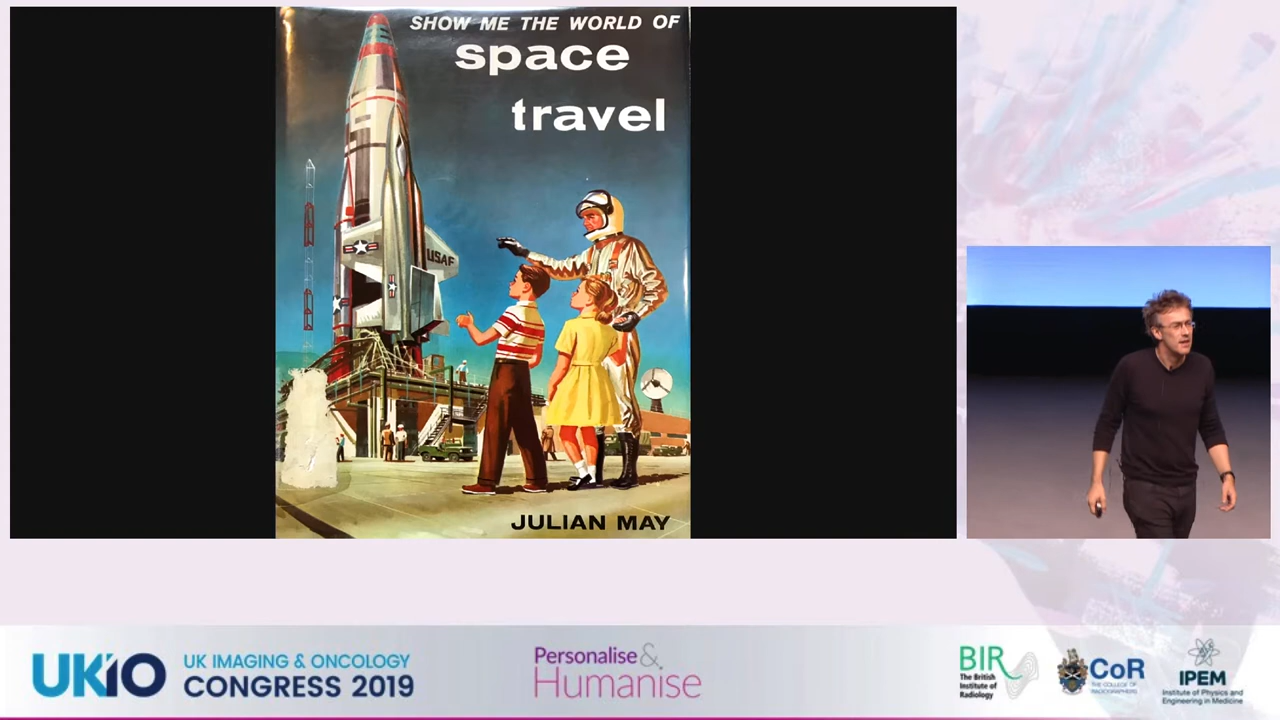 SHOW ME THE WORLD OF
space
travel
USAF
JULIAN MAY
UKIO
UK IMAGING & ONCOLOGY
CONGRESS 2019
Personalise &
Humanise
BIR
The British
Institute of
Radiology
CoR
THE COLLEGE OF
RADIOGRAPHERS
IPEM
Institute of Physics and
Engineering in Medicine